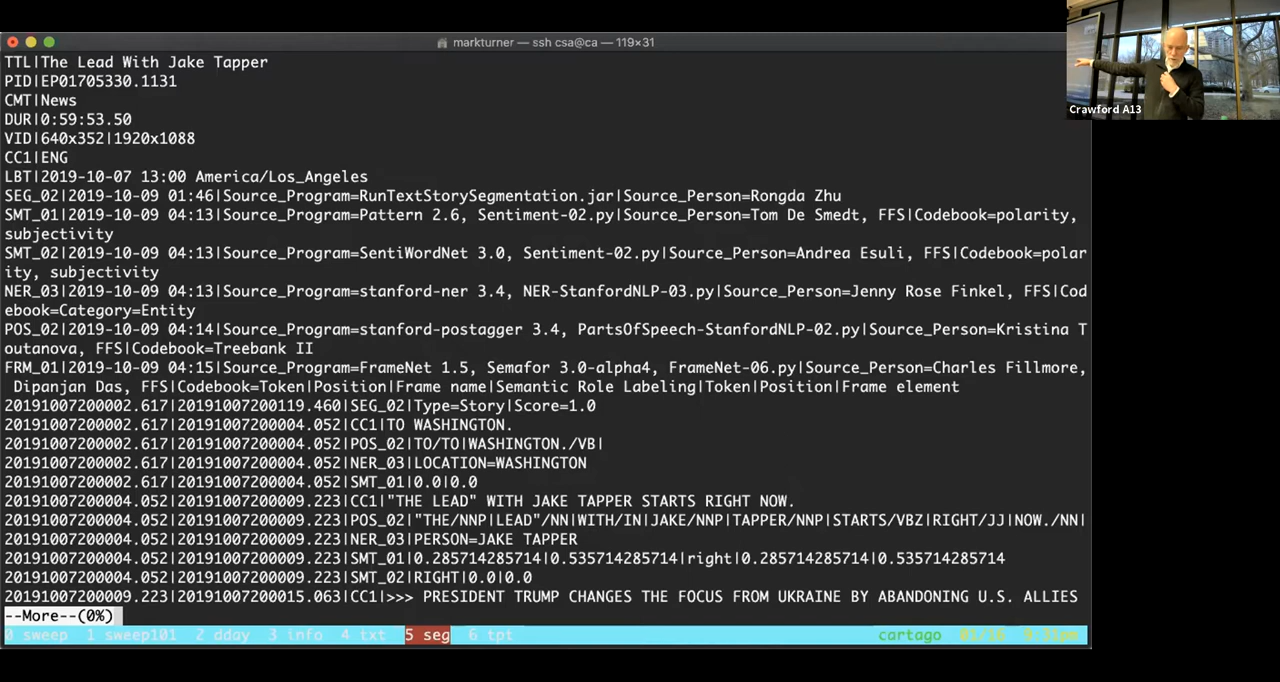 markturner — ssh csa@ca — 119×31
Crawford A13
TTL|The Lead With Jake Tapper
PID|EP01705330.1131
CMT|News
DUR|0:59:53.50
VID|640x352|1920x1088
CC1|ENG
LBT|2019-10-07 13:00 America/Los_Angeles
SEG_02|2019-10-09 01:46|Source_Program=RunTextStorySegmentation.jar|Source_Person=Rongda Zhu
SMT_01|2019-10-09 04:13|Source_Program=Pattern 2.6, Sentiment-02.py|Source_Person=Tom De Smedt, FFS|Codebook=polarity,
subjectivity
SMT_02|2019-10-09 04:13|Source_Program=SentiWordNet 3.0, Sentiment-02.py|Source_Person=Andrea Esuli, FFS|Codebook=polar
ity, subjectivity
NER_03|2019-10-09 04:13|Source_Program=stanford-ner 3.4, NER-StanfordNLP-03.py|Source_Person=Jenny Rose Finkel, FFS|Cod
ebook=Category=Entity
POS_02|2019-10-09 04:14|Source_Program=stanford-postagger 3.4, PartsOfSpeech-StanfordNLP-02.py|Source_Person=Kristina T
outanova, FFS|Codebook=Treebank II
FRM_01|2019-10-09 04:15|Source_Program=FrameNet 1.5, Semafor 3.0-alpha4, FrameNet-06.py|Source_Person=Charles Fillmore,
Dipanjan Das, FFS|Codebook=Token|Position|Frame name|Semantic Role Labeling|Token|Position|Frame element
20191007200002.617|20191007200119.460|SEG_02|Type=Story|Score=1.0
20191007200002.617|20191007200004.052|CC1|TO WASHINGTON.
20191007200002.617|20191007200004.052|POS_02|TO/TO|WASHINGTON./VB|
20191007200002.617|20191007200004.052|NER_03|LOCATION=WASHINGTON
20191007200002.617|20191007200004.052|SMT_01|0.0|0.0
20191007200004.052|20191007200009.223|CC1|"THE LEAD" WITH JAKE TAPPER STARTS RIGHT NOW.
20191007200004.052|20191007200009.223|POS_02|"THE/NNP|LEAD"/NN|WITH/IN|JAKE/NNP|TAPPER/NNP|STARTS/VBZ|RIGHT/JJ|NOW./NN|
20191007200004.052|20191007200009.223|NER_03|PERSON=JAKE TAPPER
20191007200004.052|20191007200009.223|SMT_01|0.285714285714|0.535714285714|right|0.285714285714|0.535714285714
20191007200004.052|20191007200009.223|SMT_02|RIGHT|0.0|0.0
20191007200009.223|20191007200015.063|CC1|>>> PRESIDENT TRUMP CHANGES THE FOCUS FROM UKRAINE BY ABANDONING U.S. ALLIES
--More--(0%)
0 sweep 1 sweep101 2 dday 3 info 4 txt 5 seg 6 tpt cartago 01/16 9:31pm